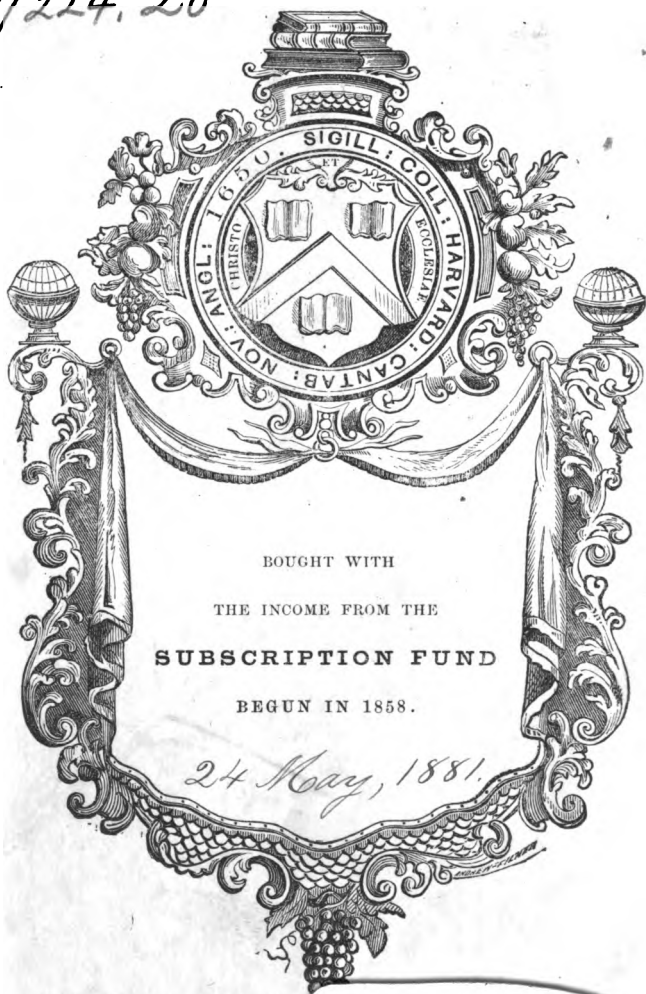 SIGILL: COLL: HARVARD: CANTAB: NOV: ANGL: 1650.
ET
CHRISTO
ECCLESIAE
BOUGHT WITH
THE INCOME FROM THE
SUBSCRIPTION FUND
BEGUN IN 1858.
24 May, 1881.